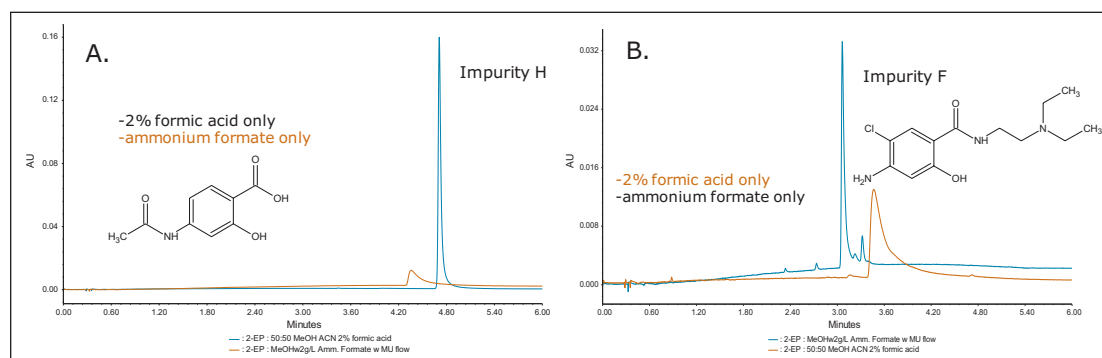 A.
Impurity H
-2% formic acid only
-ammonium formate only
O
OH
O
H₃C
NH
OH
AU
0.16
0.12
0.08
0.04
0.00
0.00
0.60
1.20
1.80
2.40
3.00
3.60
4.20
4.80
5.40
6.00
Minutes
: 2-EP : 50:50 MeOH ACN 2% formic acid
: 2-EP : MeOHw2g/L Amm. Formate w MU flow
B.
Impurity F
CH₃
O
Cl
N
CH₃
NH
H₂N
OH
-2% formic acid only
-ammonium formate only
AU
0.032
0.024
0.016
0.008
0.000
0.00
0.60
1.20
1.80
2.40
3.00
3.60
4.20
4.80
5.40
6.00
Minutes
: 2-EP : MeOHw2g/L Amm. Formate w MU flow
: 2-EP : 50:50 MeOH ACN 2% formic acid